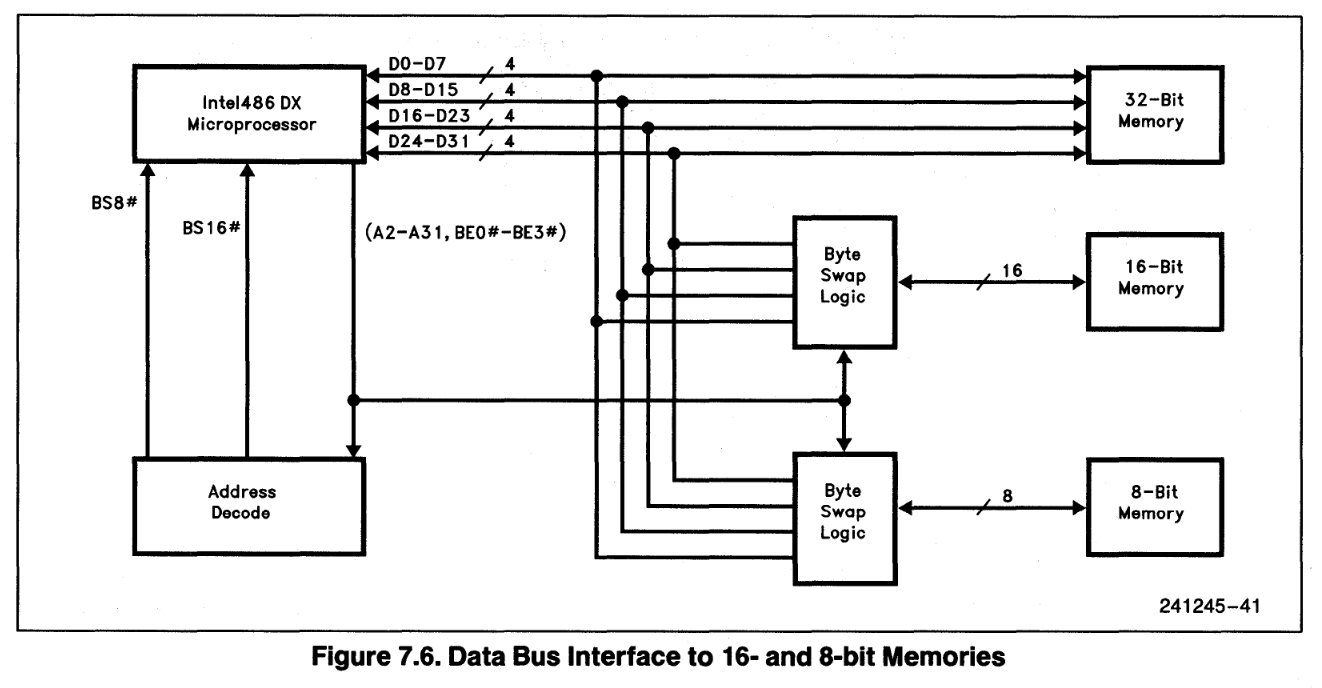 D0-D7 4
D8-D15 4
D16-D23 4
D24-D31 4
Intel486 DX
Microprocessor
32-Bit
Memory
BS8#
BS16#
(A2-A31, BE0#-BE3#)
Byte
Swap
Logic
16
16-Bit
Memory
Address
Decode
Byte
Swap
Logic
8
8-Bit
Memory
241245-41
Figure 7.6. Data Bus Interface to 16- and 8-bit Memories